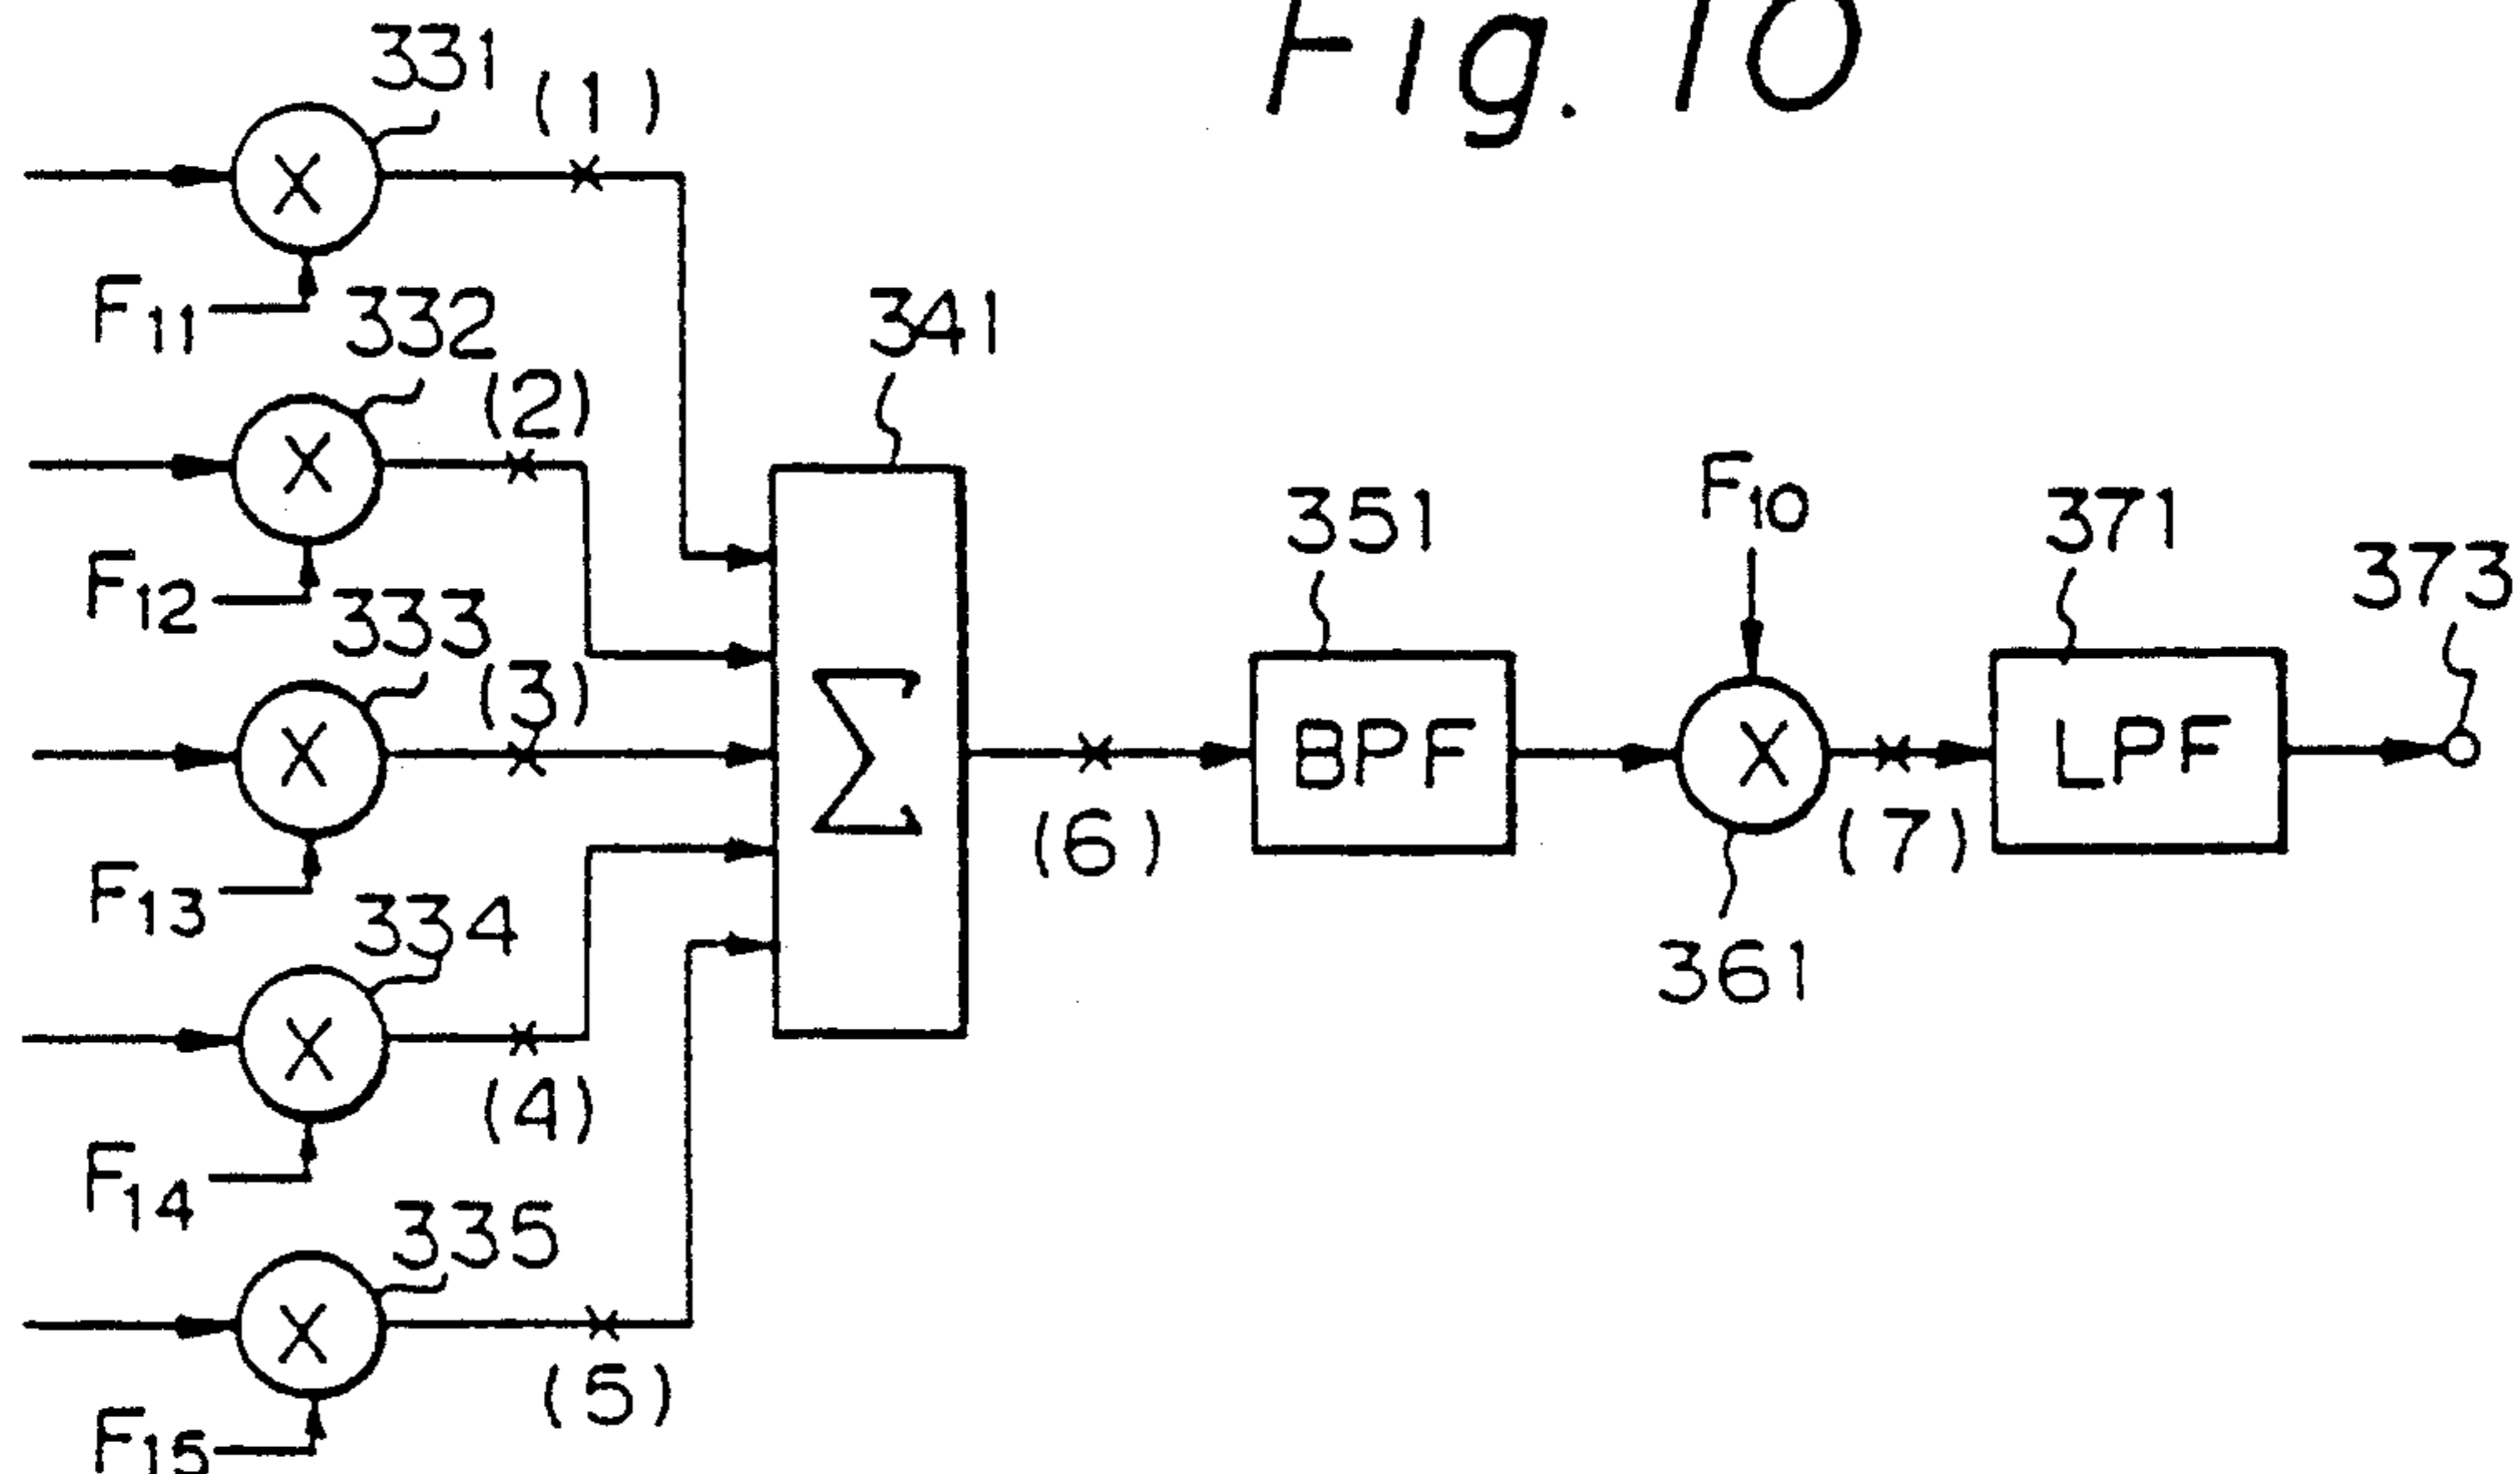 Fig. 10
331
(1)
X
F11
332
(2)
X
F12
333
(3)
X
F13
334
X
(4)
F14
335
X
(5)
F15
341
Σ
(6)
351
BPF
F10
X
361
(7)
371
LPF
373